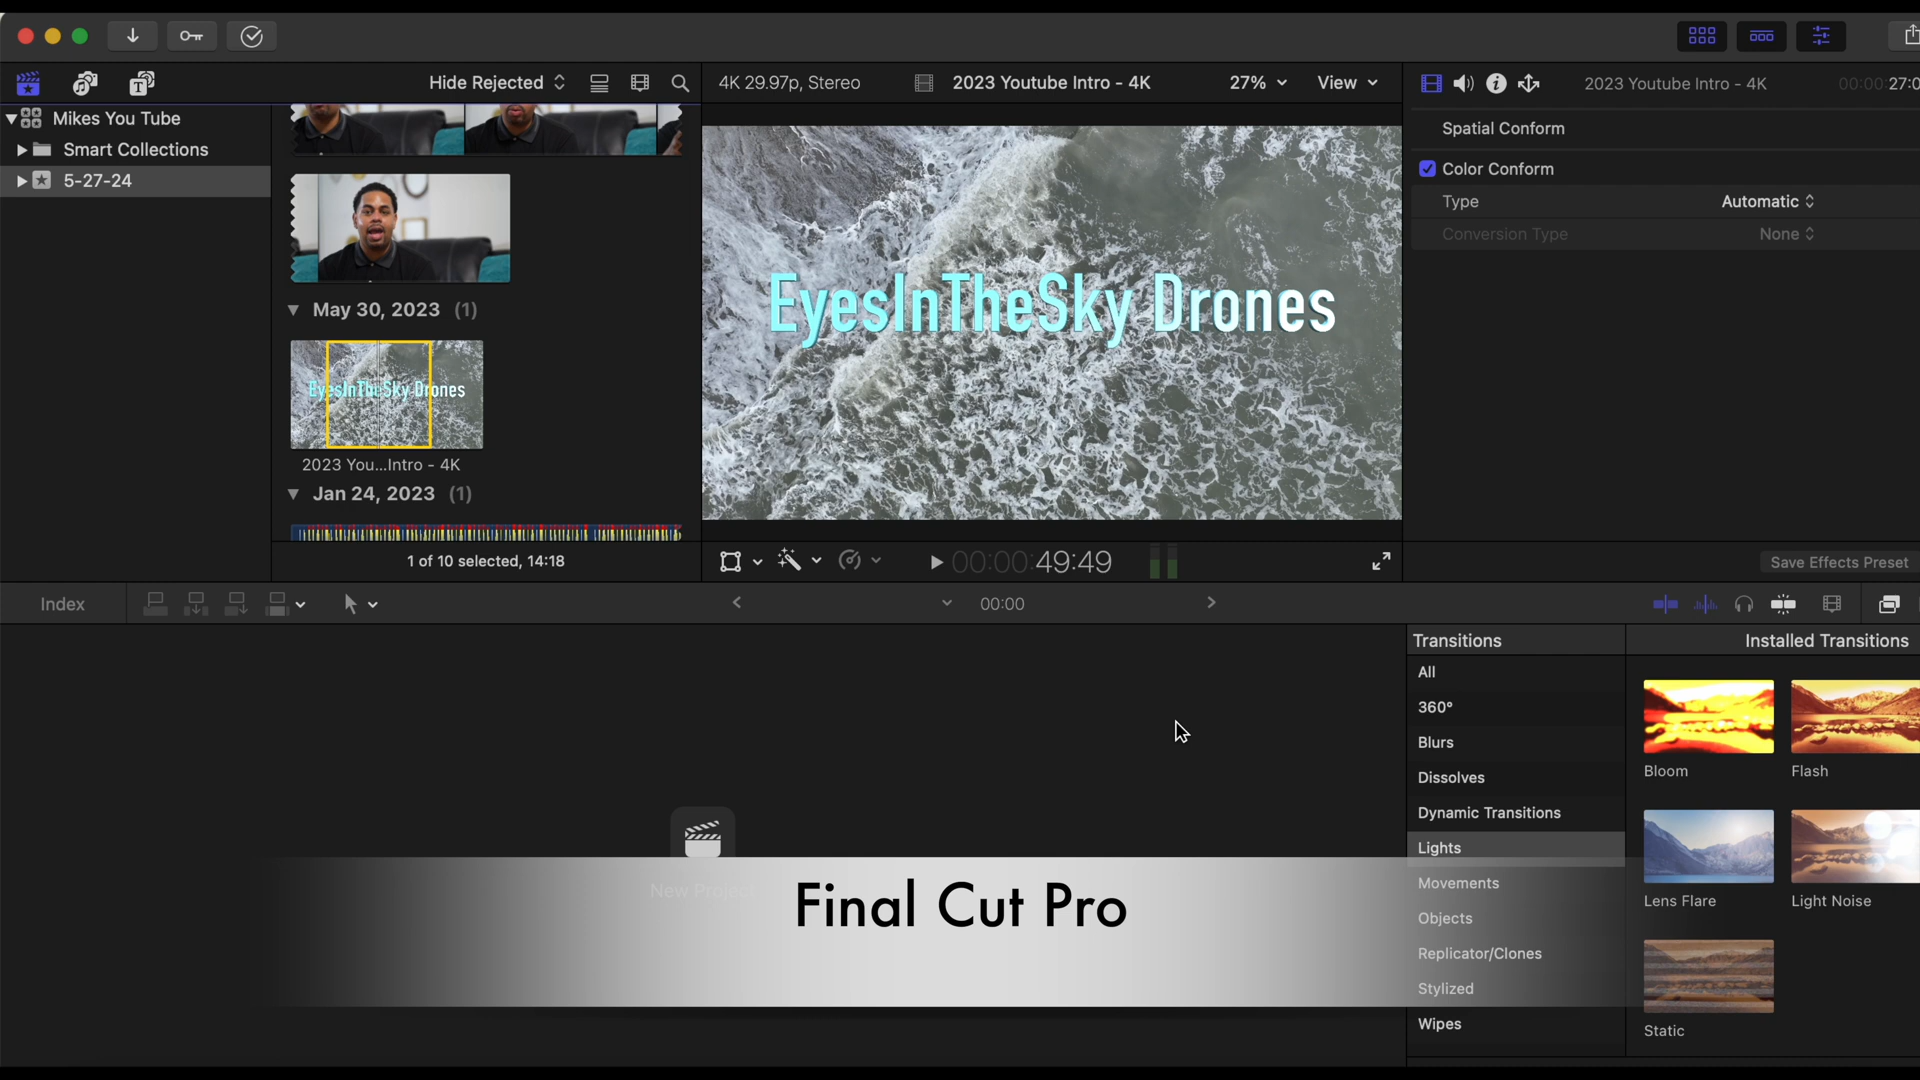 Hide Rejected
4K 29.97p, Stereo
2023 Youtube Intro - 4K
27%
View
2023 Youtube Intro - 4K
00:00:27:0
Mikes You Tube
Smart Collections
5-27-24
Spatial Conform
Color Conform
Type
Automatic
Conversion Type
None
EyesInTheSky Drones
May 30, 2023 (1)
EyesInTheSky Drones
2023 You...Intro - 4K
Jan 24, 2023 (1)
1 of 10 selected, 14:18
00:00:49:49
Save Effects Preset
Index
00:00
Transitions
Installed Transitions
All
360°
Blurs
Dissolves
Dynamic Transitions
Lights
Movements
Objects
Replicator/Clones
Stylized
Wipes
Bloom
Flash
Lens Flare
Light Noise
Static
New Project
Final Cut Pro